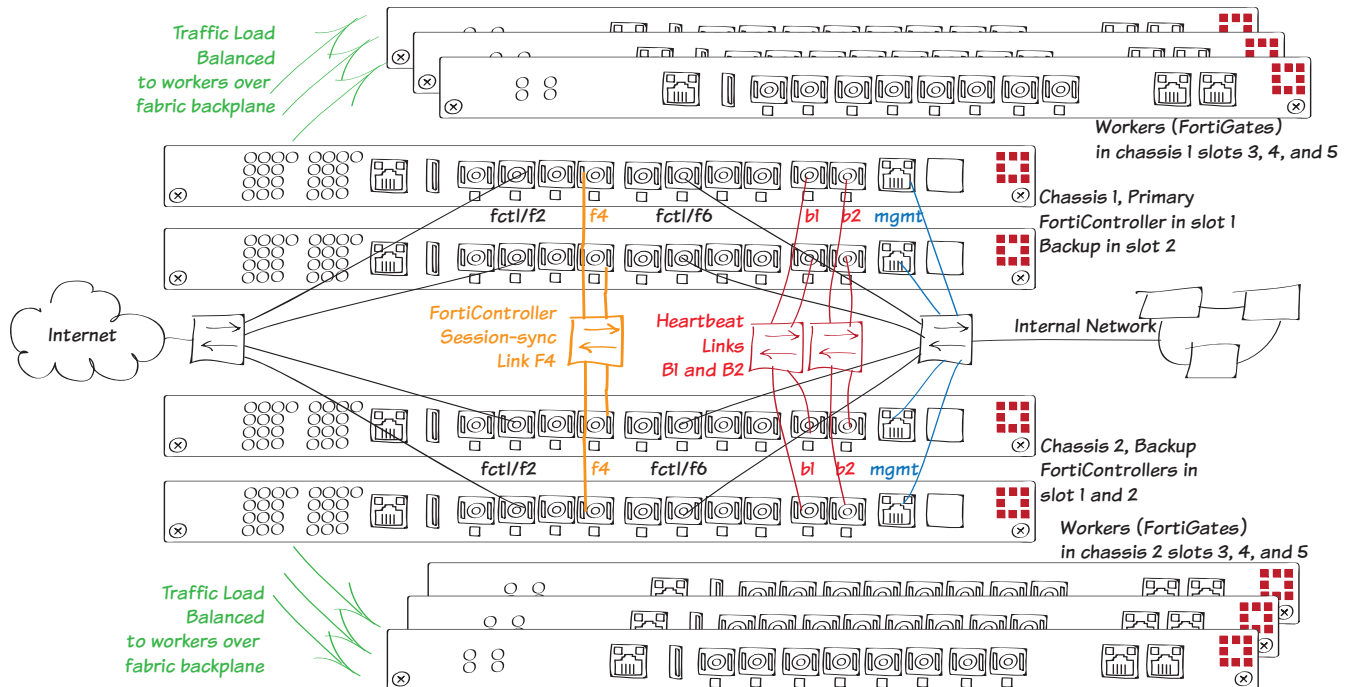 Traffic Load
Balanced
to workers over
fabric backplane
Workers (FortiGates)
in chassis 1 slots 3, 4, and 5
Chassis 1, Primary
FortiController in slot 1
Backup in slot 2
fctl/f2
f4
fctl/f6
b1
b2
mgmt
Internet
FortiController
Session-sync
Link F4
Heartbeat
Links
B1 and B2
Internal Network
Chassis 2, Backup
FortiControllers in
slot 1 and 2
fctl/f2
f4
fctl/f6
b1
b2
mgmt
Workers (FortiGates)
in chassis 2 slots 3, 4, and 5
Traffic Load
Balanced
to workers over
fabric backplane